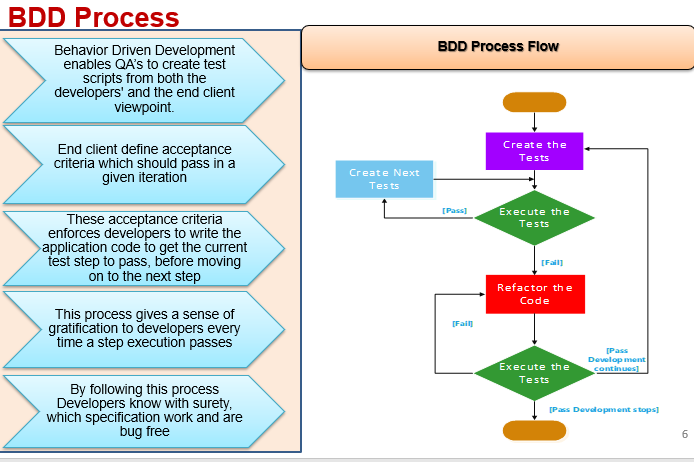 BDD Process
Behavior Driven Development
enables QA's to create test
scripts from both the
developers' and the end client
viewpoint.
End client define acceptance
criteria which should pass in a
given iteration
These acceptance criteria
enforces developers to write the
application code to get the current
test step to pass, before moving
on to the next step
This process gives a sense of
gratification to developers every
time a step execution passes
By following this process
Developers know with surety,
which specification work and are
bug free
BDD Process Flow
Create the
Tests
Create Next
Tests
Execute the
Tests
[Pass]
[Fail]
Refactor the
Code
[Fail]
[Pass
Development
continues]
Execute the
Tests
[Pass Development stops]
6